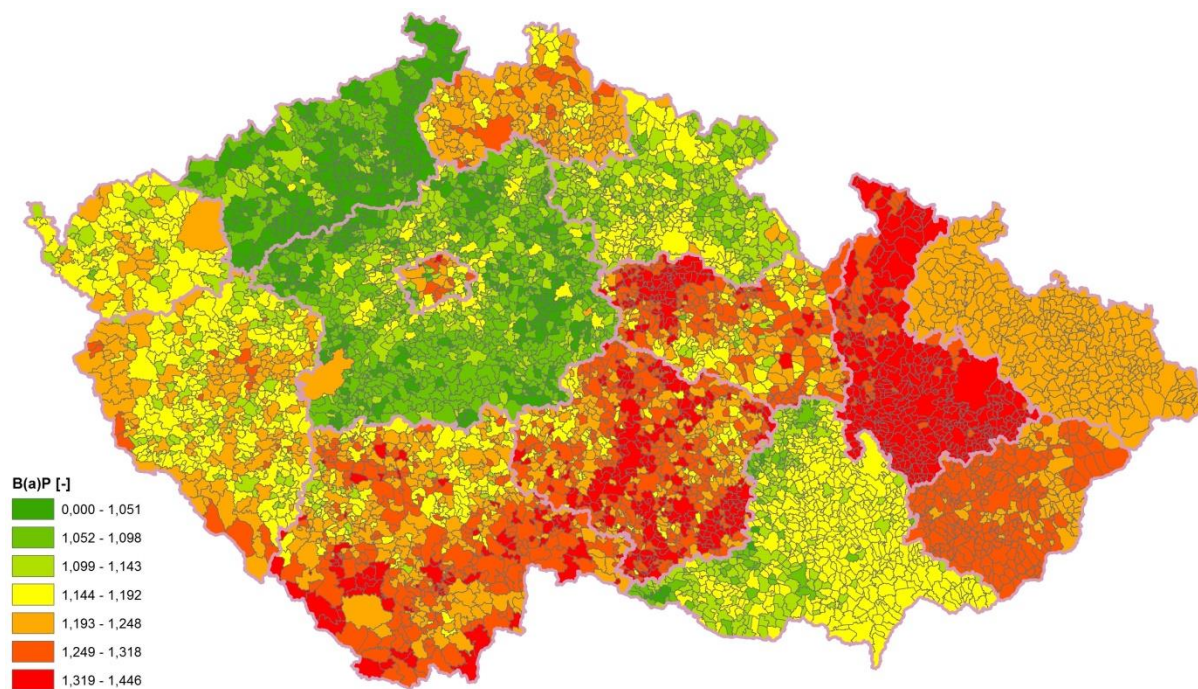 B(a)P [-]
0,000 - 1,051
1,052 - 1,098
1,099 - 1,143
1,144 - 1,192
1,193 - 1,248
1,249 - 1,318
1,319 - 1,446